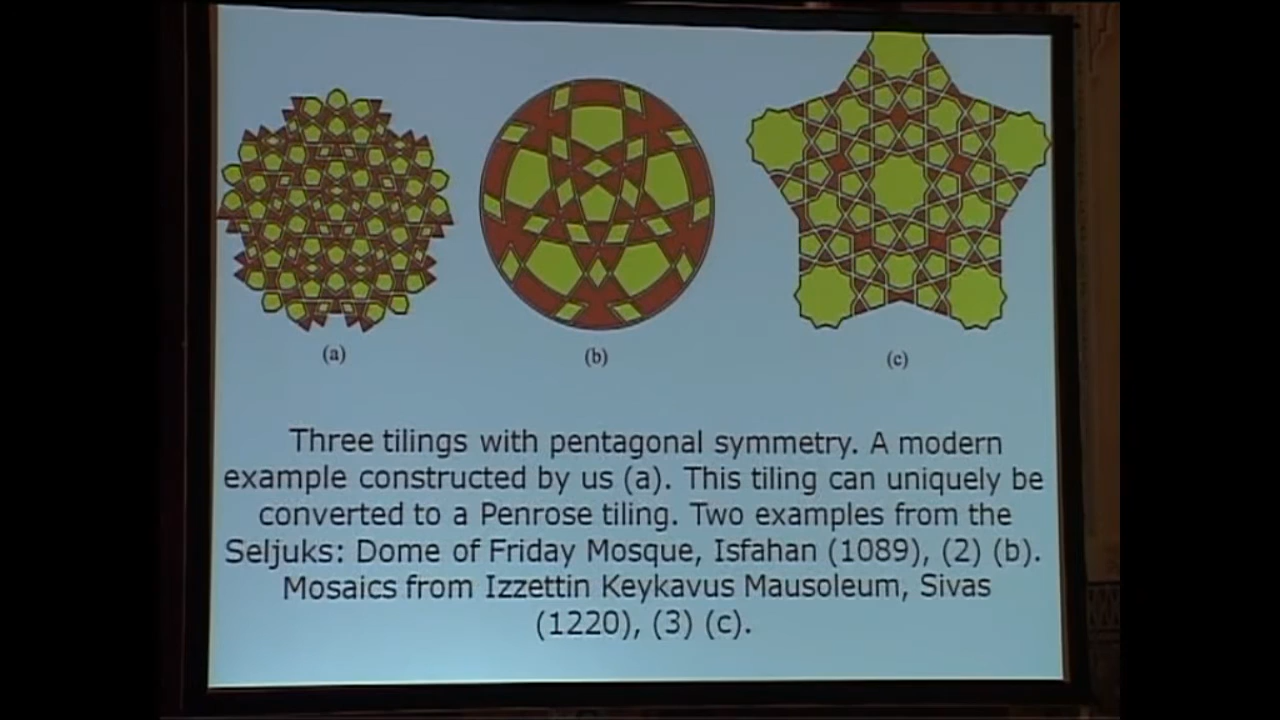 (a)
(b)
(c)
Three tilings with pentagonal symmetry. A modern
example constructed by us (a). This tiling can uniquely be
converted to a Penrose tiling. Two examples from the
Seljuks: Dome of Friday Mosque, Isfahan (1089), (2) (b).
Mosaics from Izzettin Keykavus Mausoleum, Sivas
(1220), (3) (c).